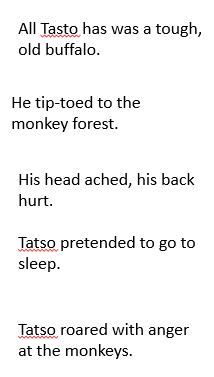 All Tasto has was a tough,
old buffalo.
He tip-toed to the
monkey forest.
His head ached, his back
hurt.
Tatso pretended to go to
sleep.
Tatso roared with anger
at the monkeys.